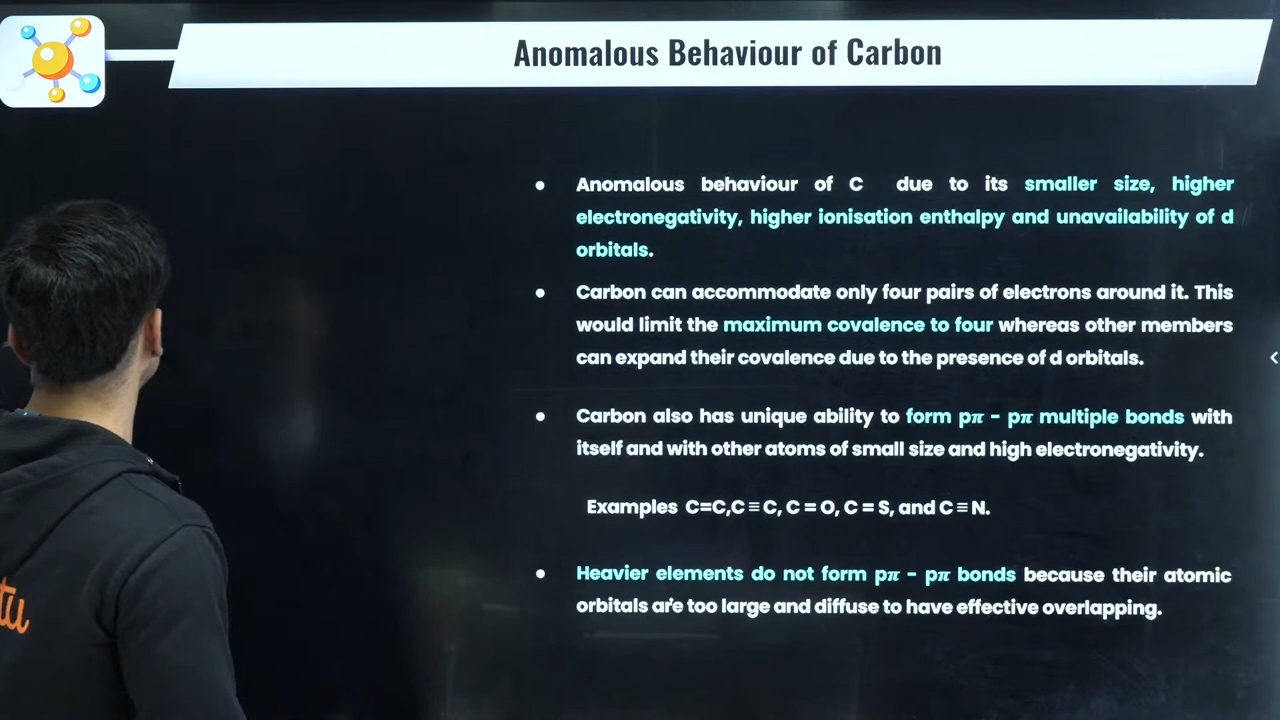 Anomalous Behaviour of Carbon
• Anomalous behaviour of C due to its smaller size, higher
electronegativity, higher ionisation enthalpy and unavailability of d
orbitals.
• Carbon can accommodate only four pairs of electrons around it. This
would limit the maximum covalence to four whereas other members
can expand their covalence due to the presence of d orbitals.
• Carbon also has unique ability to form pπ - pπ multiple bonds with
itself and with other atoms of small size and high electronegativity.
Examples C=C,C≡C, C = O, C = S, and C≡N.
• Heavier elements do not form pπ - pπ bonds because their atomic
orbitals are too large and diffuse to have effective overlapping.
tu